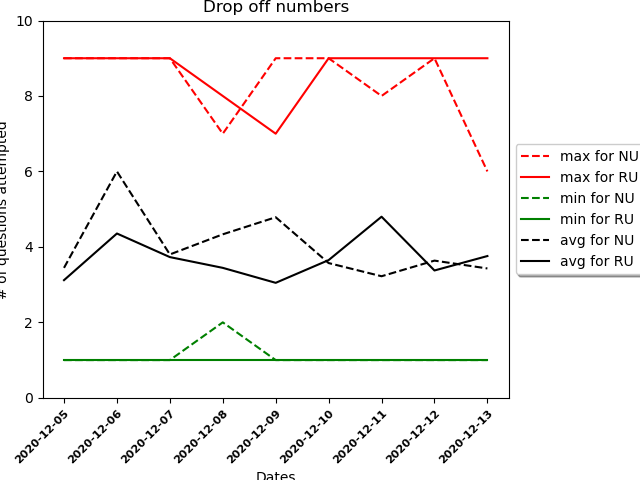 Drop off numbers
# of questions attempted
10
8
6
4
2
0
2020-12-05
2020-12-06
2020-12-07
2020-12-08
2020-12-09
2020-12-10
2020-12-11
2020-12-12
2020-12-13
Dates
max for NU
max for RU
min for NU
min for RU
avg for NU
avg for RU